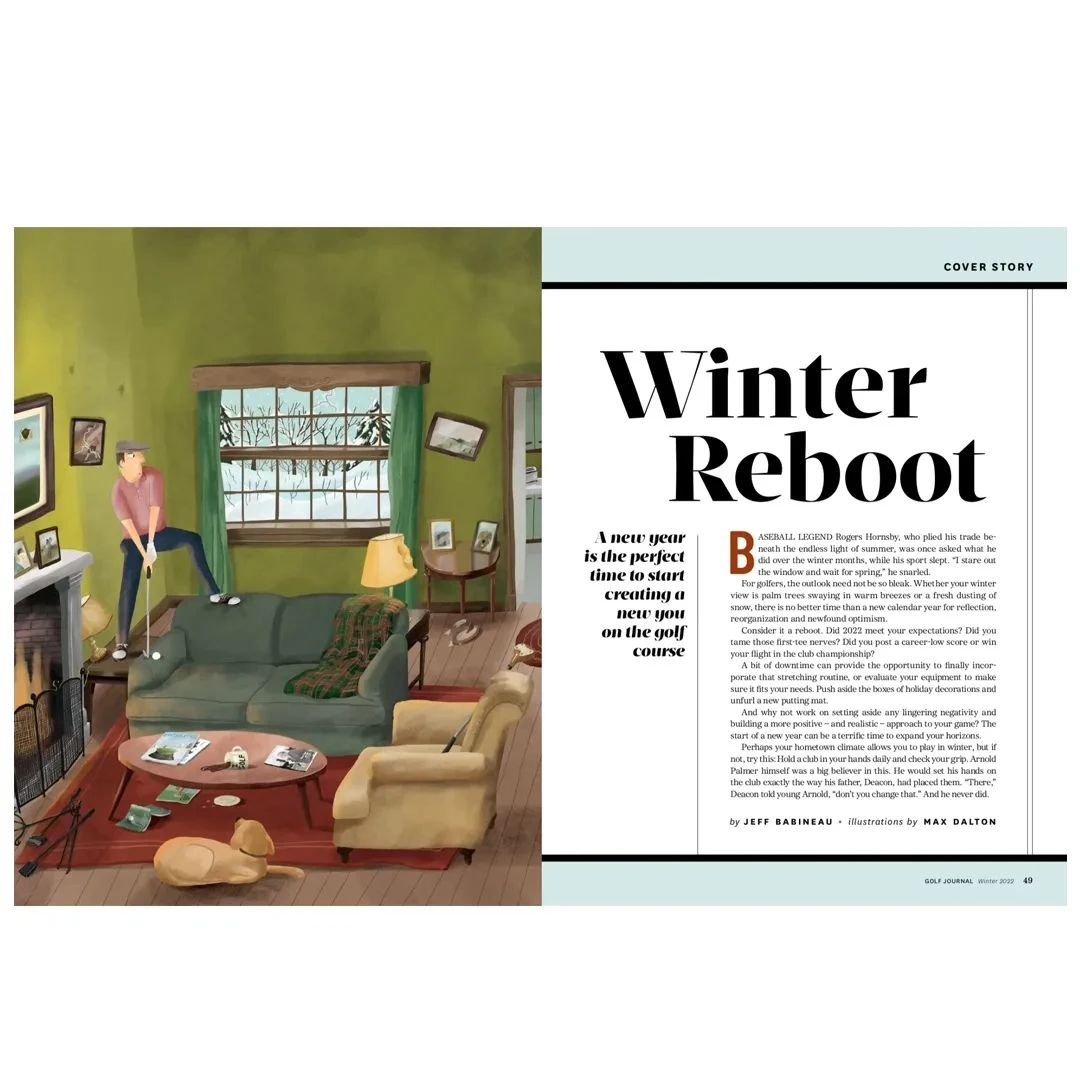 COVER STORY
Winter
Reboot
A new year
is the perfect
time to start
creating a
new you
on the golf
course
BASEBALL LEGEND Rogers Hornsby, who plied his trade be-
neath the endless light of summer, was once asked what he
did over the winter months, while his sport slept. “I stare out
the window and wait for spring,” he snarled.
For golfers, the outlook need not be so bleak. Whether your winter
view is palm trees swaying in warm breezes or a fresh dusting of
snow, there is no better time than a new calendar year for reflection,
reorganization and newfound optimism.
Consider it a reboot. Did 2022 meet your expectations? Did you
tame those first-tee nerves? Did you post a career-low score or win
your flight in the club championship?
A bit of downtime can provide the opportunity to finally incor-
porate that stretching routine, or evaluate your equipment to make
sure it fits your needs. Push aside the boxes of holiday decorations and
unfurl a new putting mat.
And why not work on setting aside any lingering negativity and
building a more positive – and realistic – approach to your game? The
start of a new year can be a terrific time to expand your horizons.
Perhaps your hometown climate allows you to play in winter, but if
not, try this: Hold a club in your hands daily and check your grip. Arnold
Palmer himself was a big believer in this. He would set his hands on
the club exactly the way his father, Deacon, had placed them. “There,”
Deacon told young Arnold, “don’t you change that.” And he never did.
by JEFF BABINEAU • illustrations by MAX DALTON
GOLF JOURNAL Winter 2022 49